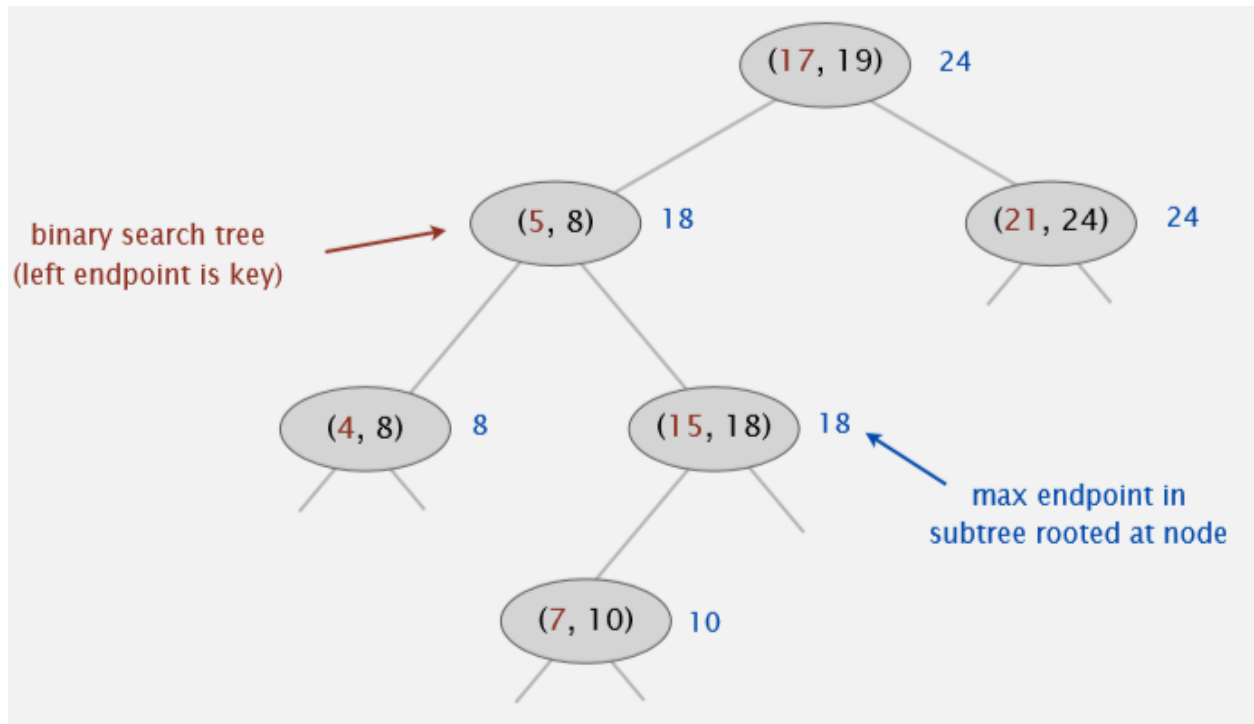 (17, 19) 24
(5, 8) 18
(21, 24) 24
binary search tree
(left endpoint is key)
(4, 8) 8
(15, 18) 18
max endpoint in
subtree rooted at node
(7, 10) 10